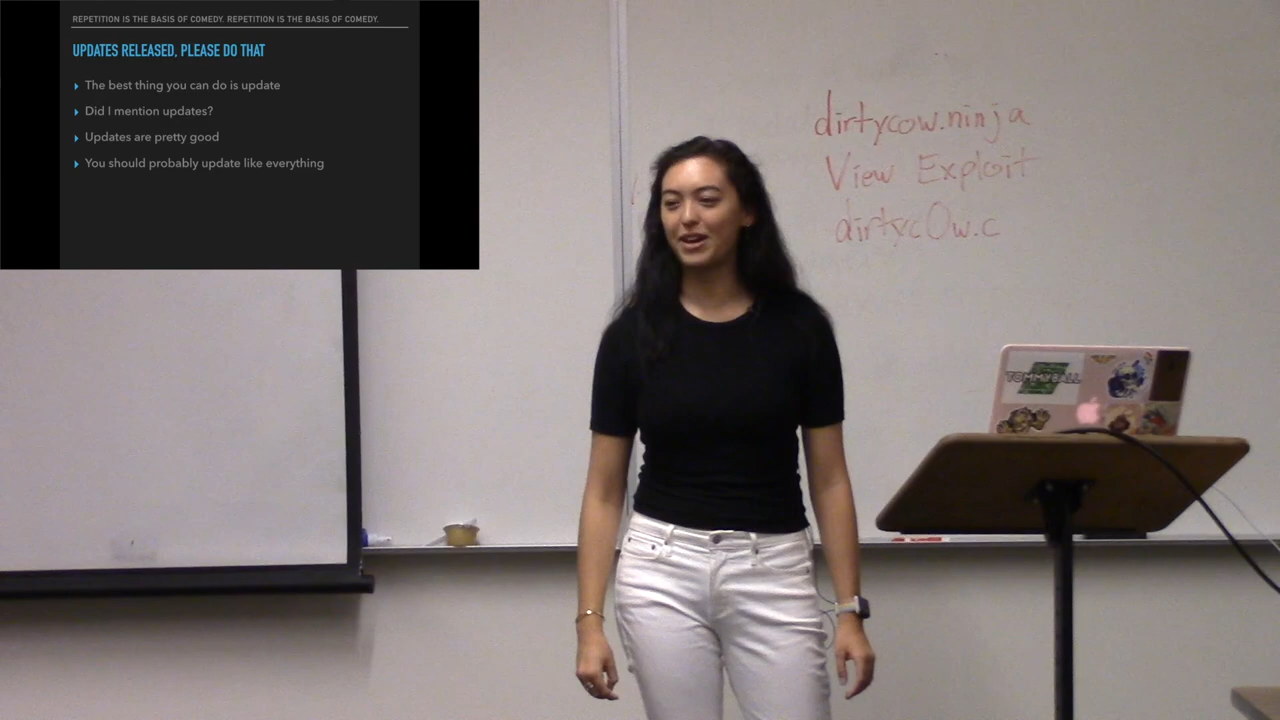 REPETITION IS THE BASIS OF COMEDY. REPETITION IS THE BASIS OF COMEDY.
UPDATES RELEASED, PLEASE DO THAT
The best thing you can do is update
Did I mention updates?
Updates are pretty good
You should probably update like everything
dirtycow.ninja
View Exploit
dirtyc0w.c
TOMMYBALL